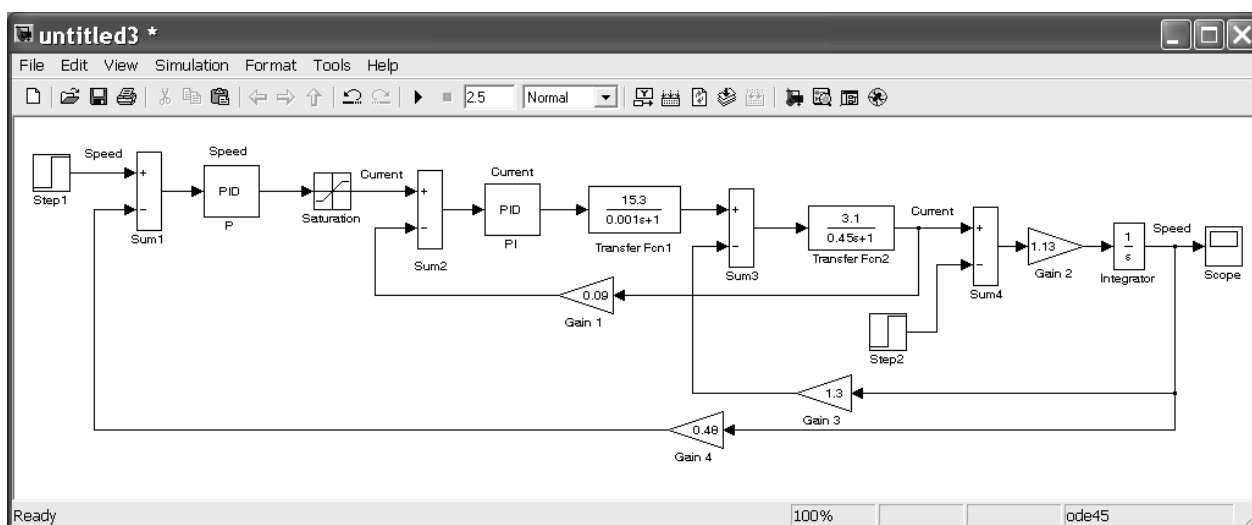 untitled3 *
File Edit View Simulation Format Tools Help
2.5 Normal
Speed
Step1
+
−
Sum1
Speed
PID
P
Saturation
Current
+
−
Sum2
Current
PID
PI
15.3
0.001s+1
Transfer Fcn1
+
−
Sum3
3.1
0.45s+1
Transfer Fcn2
Current
+
−
Sum4
1.13
Gain 2
1
s
Integrator
Speed
Scope
0.09
Gain 1
Step2
1.3
Gain 3
0.48
Gain 4
Ready 100% ode45